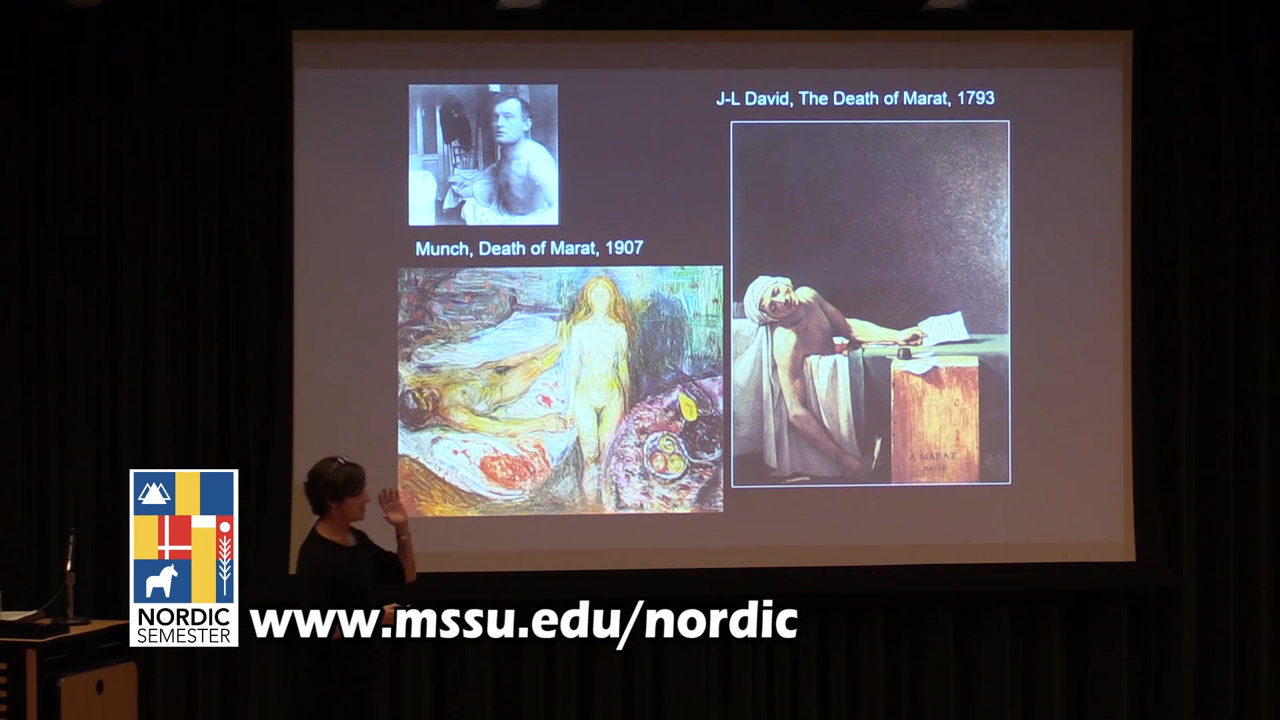 J-L David, The Death of Marat, 1793
Munch, Death of Marat, 1907
A MARAT
DAVID
NORDIC
SEMESTER
www.mssu.edu/nordic